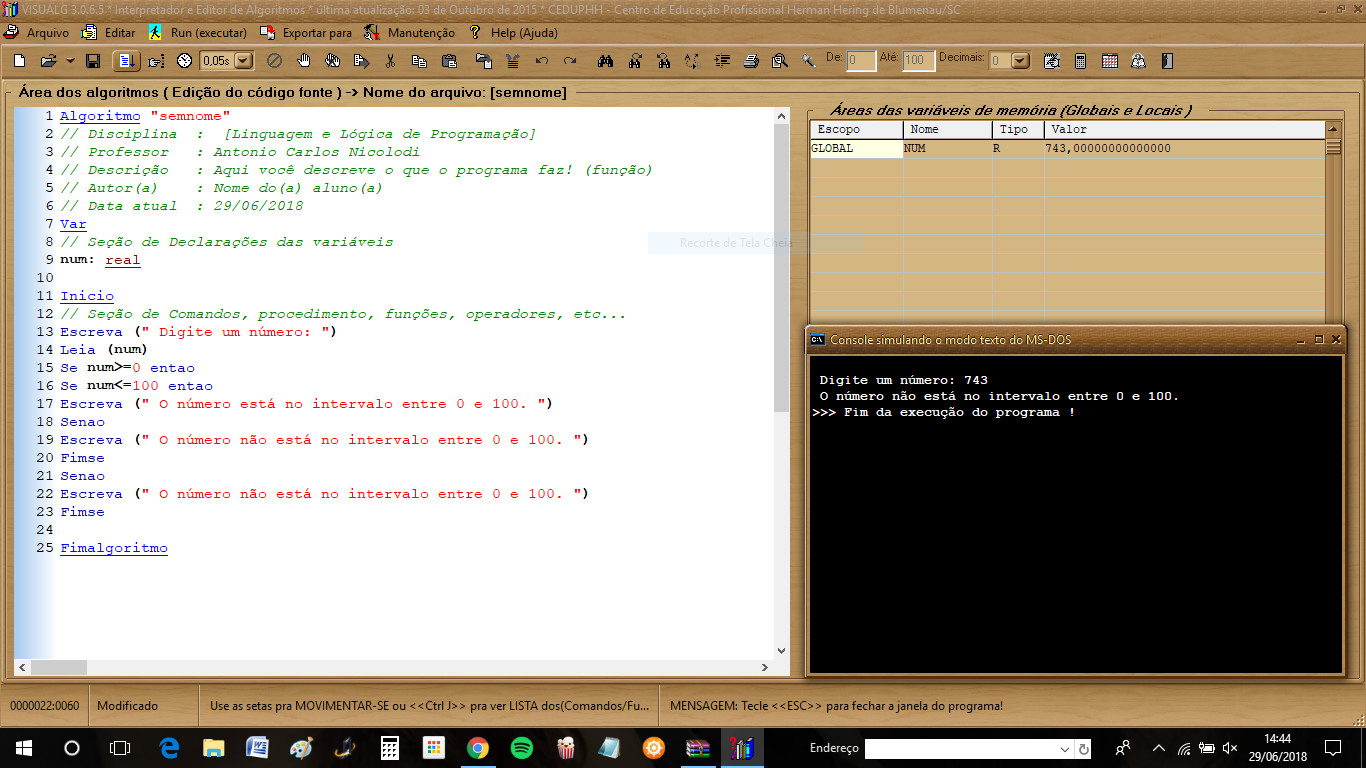 VISUALG 3.0.6.5 * Interpretador e Editor de Algoritmos * última atualização: 03 de Outubro de 2015 * CEDUPHH - Centro de Educação Profissional Herman Hering de Blumenau/SC
Arquivo Editar Run (executar) Exportar para Manutenção Help (Ajuda)
0,05s De: 0 Até: 100 Decimais: 0
Área dos algoritmos ( Edição do código fonte ) -> Nome do arquivo: [semnome]
1 Algoritmo "semnome"
2 // Disciplina : [Linguagem e Lógica de Programação]
3 // Professor : Antonio Carlos Nicolodi
4 // Descrição : Aqui você descreve o que o programa faz! (função)
5 // Autor(a) : Nome do(a) aluno(a)
6 // Data atual : 29/06/2018
7 Var
8 // Seção de Declarações das variáveis
9 num: real
10
11 Inicio
12 // Seção de Comandos, procedimento, funções, operadores, etc...
13 Escreva (" Digite um número: ")
14 Leia (num)
15 Se num>=0 entao
16 Se num<=100 entao
17 Escreva (" O número está no intervalo entre 0 e 100. ")
18 Senao
19 Escreva (" O número não está no intervalo entre 0 e 100. ")
20 Fimse
21 Senao
22 Escreva (" O número não está no intervalo entre 0 e 100. ")
23 Fimse
24
25 Fimalgoritmo
Recorte de Tela Cheia
Áreas das variáveis de memória (Globais e Locais )
Escopo Nome Tipo Valor
GLOBAL NUM R 743,00000000000000
Console simulando o modo texto do MS-DOS
Digite um número: 743
O número não está no intervalo entre 0 e 100.
>>> Fim da execução do programa !
0000022:0060 Modificado Use as setas pra MOVIMENTAR-SE ou <<Ctrl J>> pra ver LISTA dos(Comandos/Fu... MENSAGEM: Tecle <<ESC>> para fechar a janela do programa!
Endereço
14:44
29/06/2018